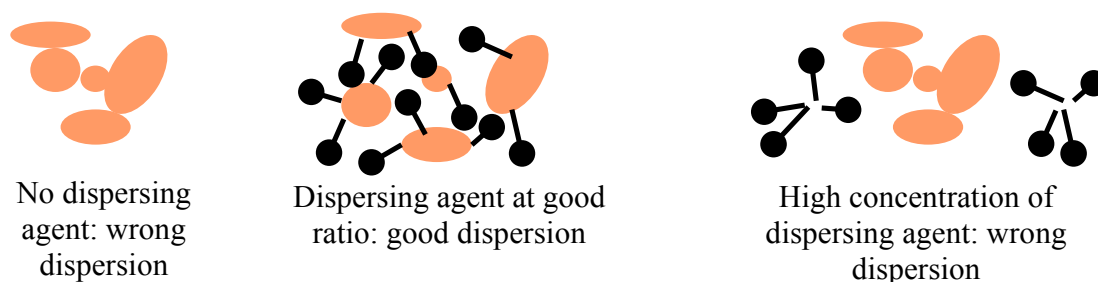 No dispersing
agent: wrong
dispersion
Dispersing agent at good
ratio: good dispersion
High concentration of
dispersing agent: wrong
dispersion